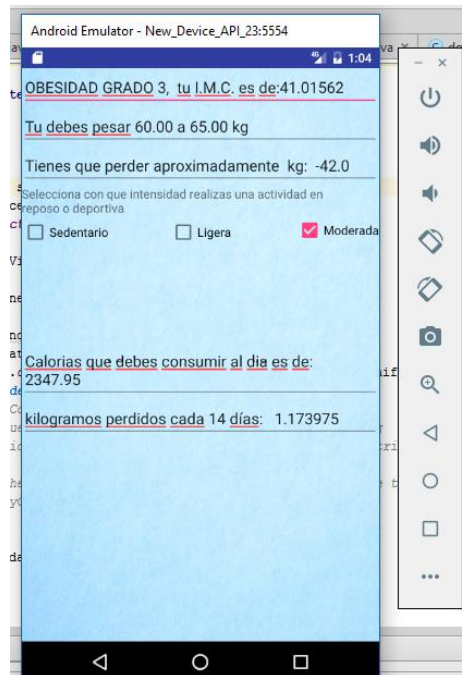 Android Emulator - New_Device_API_23:5554
1:04
OBESIDAD GRADO 3, tu I.M.C. es de:41.01562
Tu debes pesar 60.00 a 65.00 kg
Tienes que perder aproximadamente kg: -42.0
Selecciona con que intensidad realizas una actividad en
reposo o deportiva
Sedentario Ligera Moderada
Calorias que debes consumir al dia es de:
2347.95
kilogramos perdidos cada 14 días: 1.173975